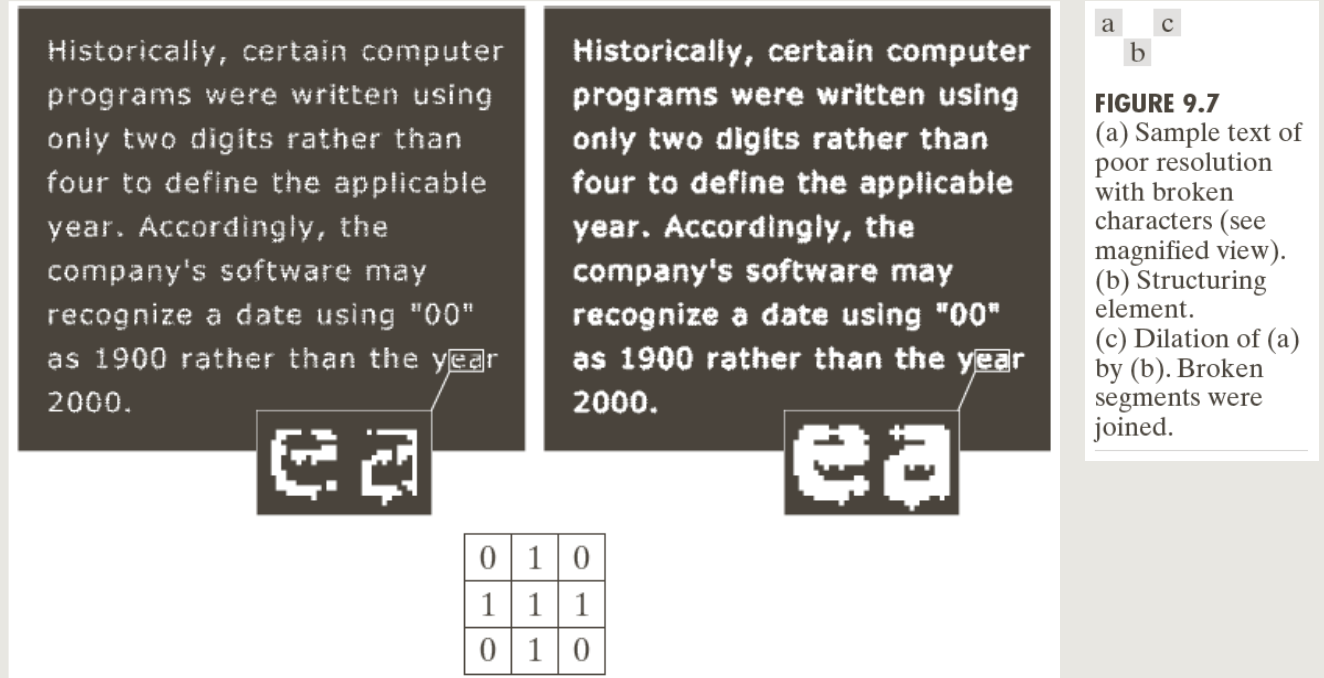 Historically, certain computer
programs were written using
only two digits rather than
four to define the applicable
year. Accordingly, the
company's software may
recognize a date using "00"
as 1900 rather than the year
2000.
ea
Historically, certain computer
programs were written using
only two digits rather than
four to define the applicable
year. Accordingly, the
company's software may
recognize a date using "00"
as 1900 rather than the year
2000.
ea
0 1 0
1 1 1
0 1 0
a c
b
FIGURE 9.7
(a) Sample text of
poor resolution
with broken
characters (see
magnified view).
(b) Structuring
element.
(c) Dilation of (a)
by (b). Broken
segments were
joined.